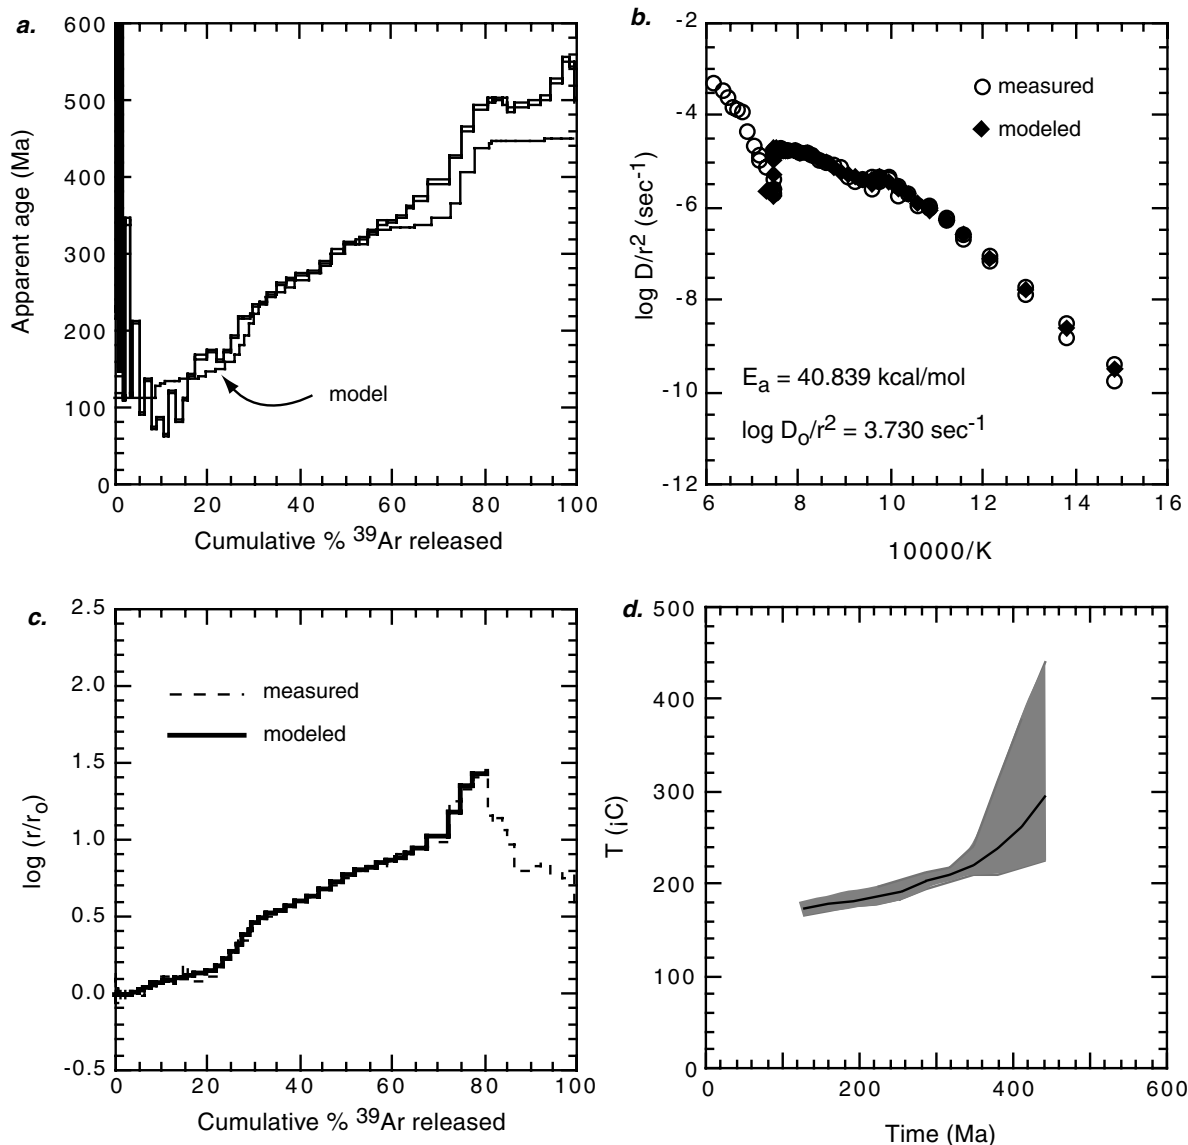 a.
600
500
400
300
200
100
0
Apparent age (Ma)
model
0 20 40 60 80 100
Cumulative % 39Ar released
b.
-2
-4
-6
-8
-10
-12
log D/r2 (sec-1)
measured
modeled
Ea = 40.839 kcal/mol
log Do/r2 = 3.730 sec-1
6 8 10 12 14 16
10000/K
c.
2.5
2.0
1.5
1.0
0.5
0.0
-0.5
log (r/ro)
measured
modeled
0 20 40 60 80 100
Cumulative % 39Ar released
d.
500
400
300
200
100
0
T (¡C)
0 200 400 600
Time (Ma)